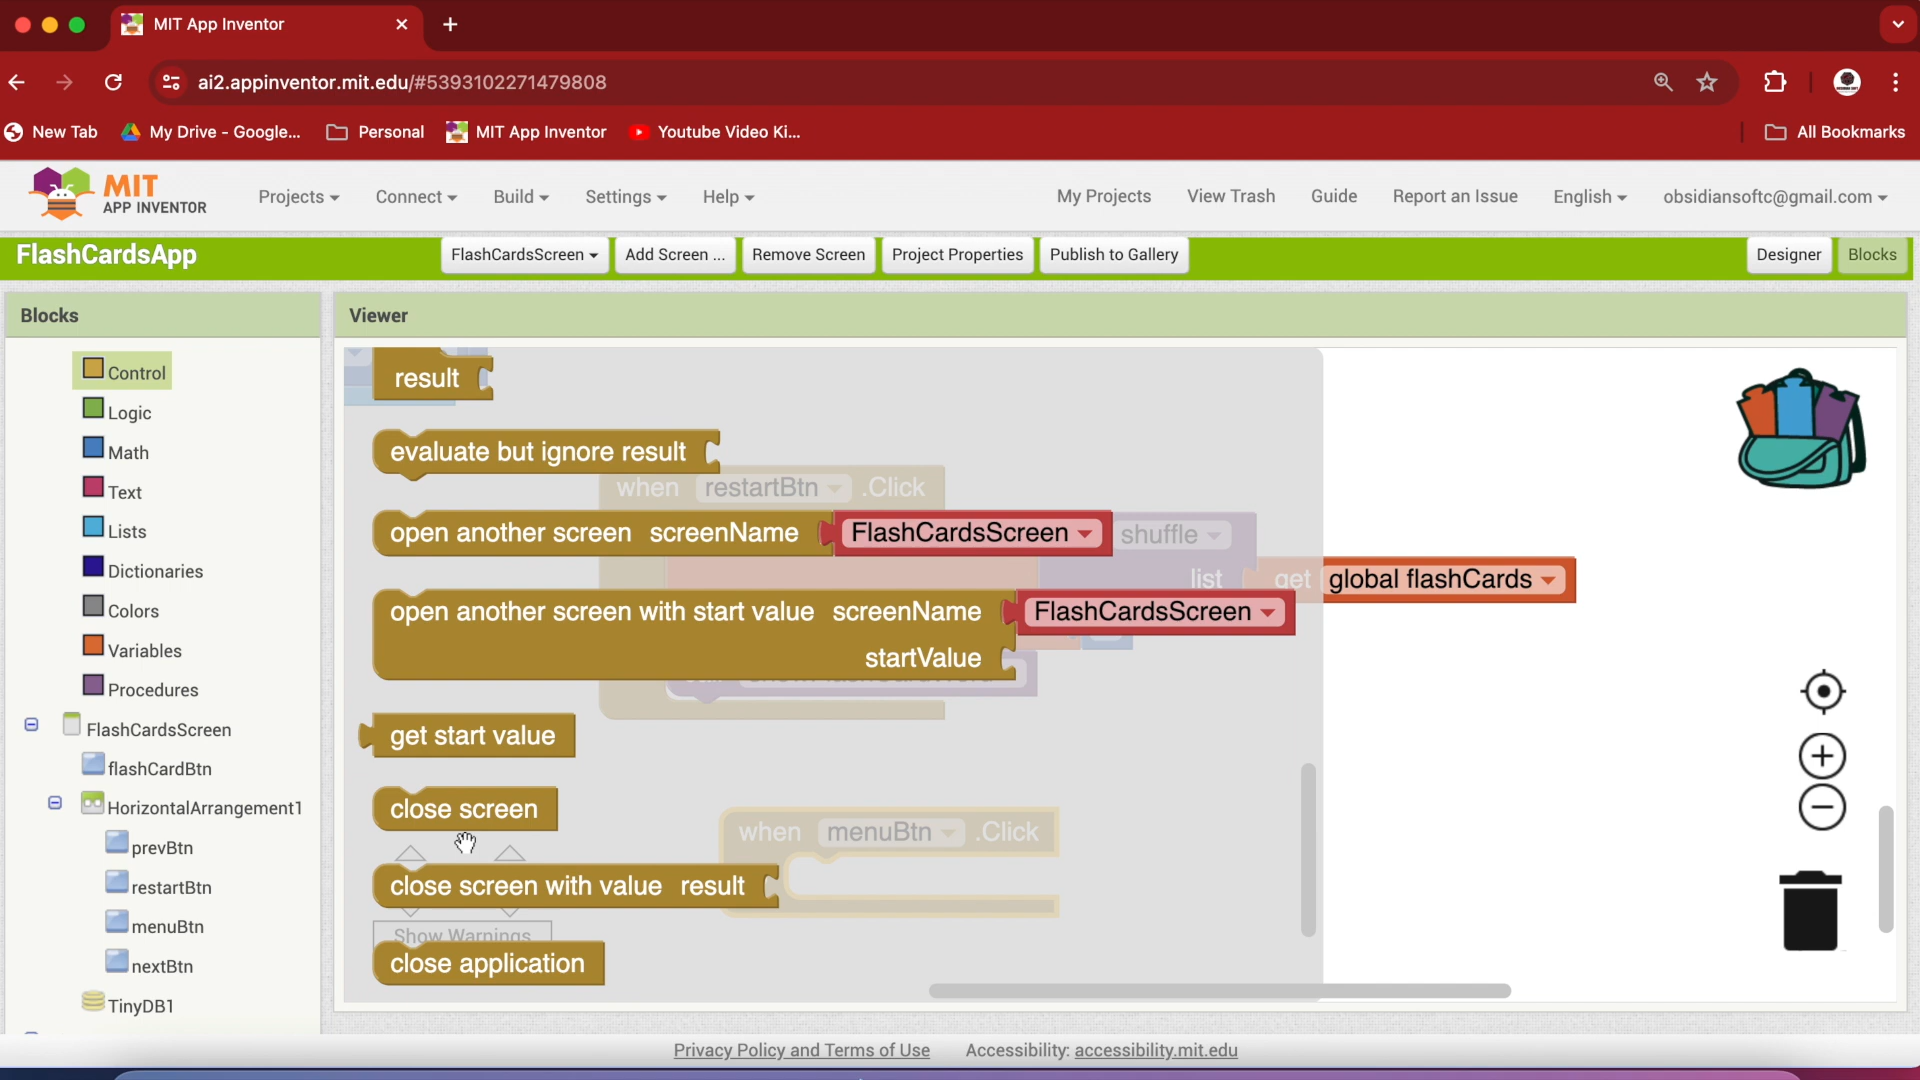 MIT App Inventor
ai2.appinventor.mit.edu/#5393102271479808
New Tab
My Drive - Google...
Personal
MIT App Inventor
Youtube Video Ki...
All Bookmarks
MIT
APP INVENTOR
Projects
Connect
Build
Settings
Help
My Projects
View Trash
Guide
Report an Issue
English
obsidiansoftc@gmail.com
FlashCardsApp
FlashCardsScreen
Add Screen ...
Remove Screen
Project Properties
Publish to Gallery
Designer
Blocks
Blocks
Viewer
Control
Logic
Math
Text
Lists
Dictionaries
Colors
Variables
Procedures
FlashCardsScreen
flashCardBtn
HorizontalArrangement1
prevBtn
restartBtn
menuBtn
nextBtn
TinyDB1
result
evaluate but ignore result
when restartBtn .Click
open another screen screenName FlashCardsScreen
shuffle
list get global flashCards
open another screen with start value screenName FlashCardsScreen
startValue
get start value
close screen
when menuBtn .Click
close screen with value result
Show Warnings
close application
Privacy Policy and Terms of Use
Accessibility: accessibility.mit.edu